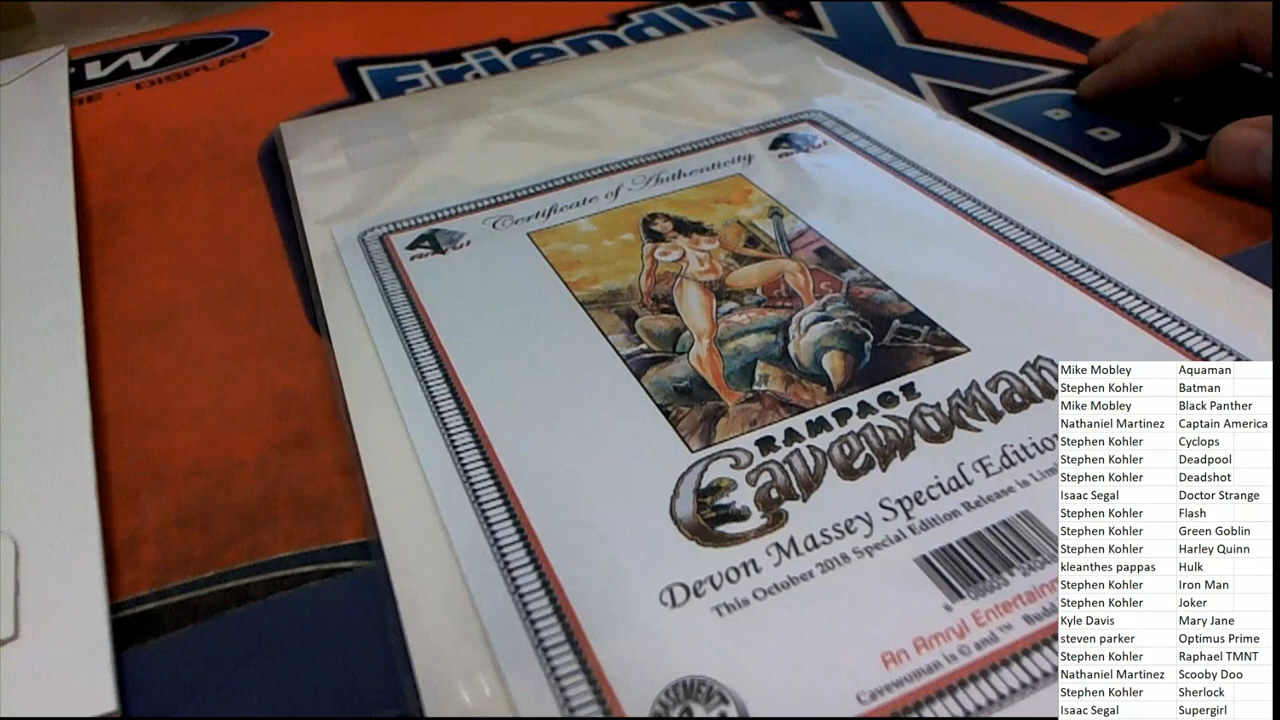 Friendly
DISPLAY
B
Certificate of Authenticity
Amryl
Amryl
RAMPAGE
Cavewoman
Devon Massey Special Edition
This October 2018 Special Edition Release is
An Amryl
Cavewoman is © and ™
BASEMENT
Mike Mobley Aquaman
Stephen Kohler Batman
Mike Mobley Black Panther
Nathaniel Martinez Captain America
Stephen Kohler Cyclops
Stephen Kohler Deadpool
Stephen Kohler Deadshot
Isaac Segal Doctor Strange
Stephen Kohler Flash
Stephen Kohler Green Goblin
Stephen Kohler Harley Quinn
kleanthes pappas Hulk
Stephen Kohler Iron Man
Stephen Kohler Joker
Kyle Davis Mary Jane
steven parker Optimus Prime
Stephen Kohler Raphael TMNT
Nathaniel Martinez Scooby Doo
Stephen Kohler Sherlock
Isaac Segal Supergirl